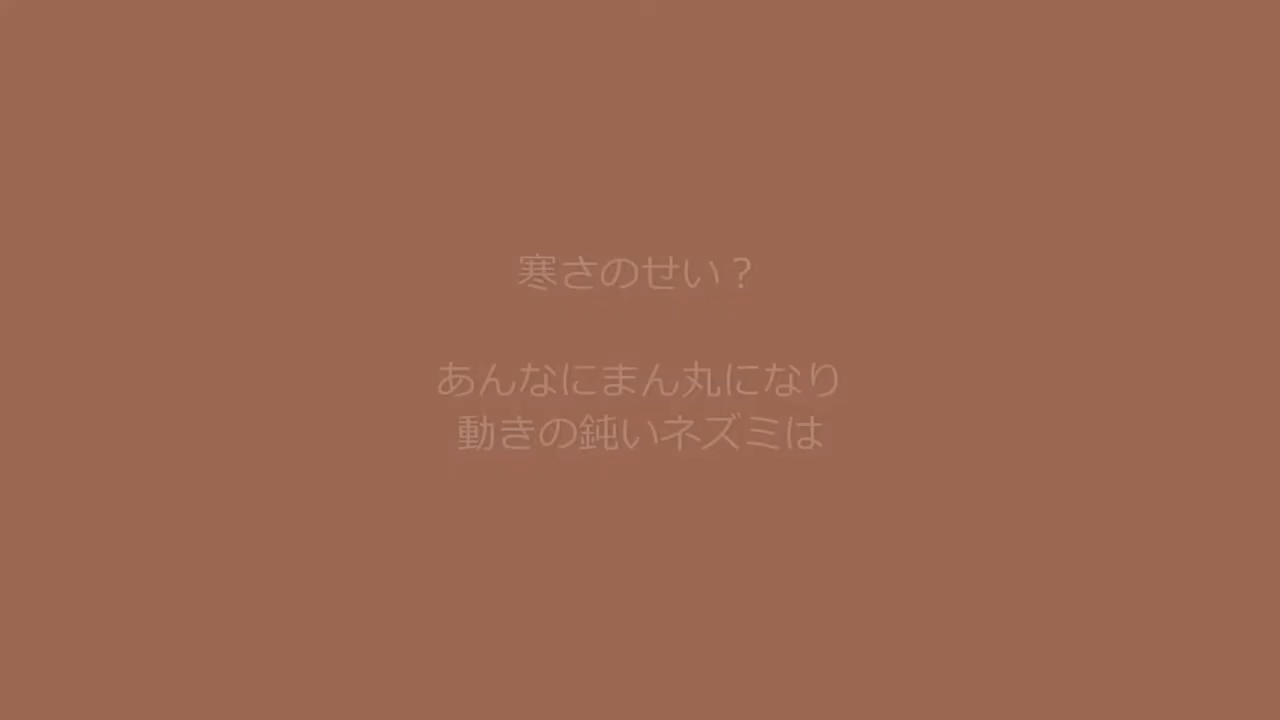 寒さのせい？
あんなにまん丸になり
動きの鈍いネズミは